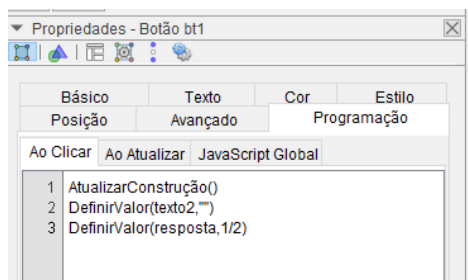 Propriedades - Botão bt1
Básico Texto Cor Estilo
Posição Avançado Programação
Ao Clicar Ao Atualizar JavaScript Global
1 AtualizarConstrução()
2 DefinirValor(texto2,"")
3 DefinirValor(resposta,1/2)